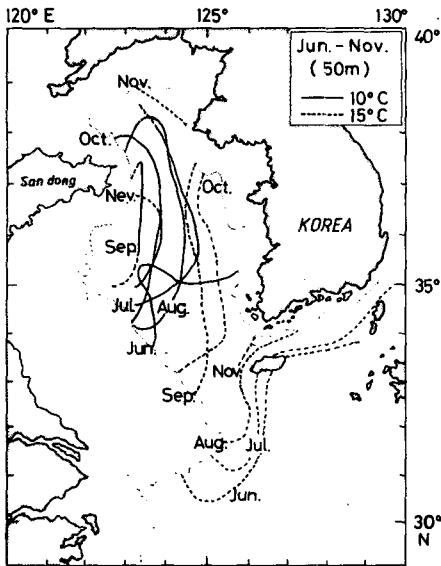 120° E 125° 130°
40°
Jun. - Nov.
(50m)
10°C
15°C
Nov.
Oct.
San dong
Oct.
Nev.
KOREA
Sep.
35°
Jul.
Aug.
Jun.
Nov.
Sep.
Aug.
Jul.
Jun.
30°
N